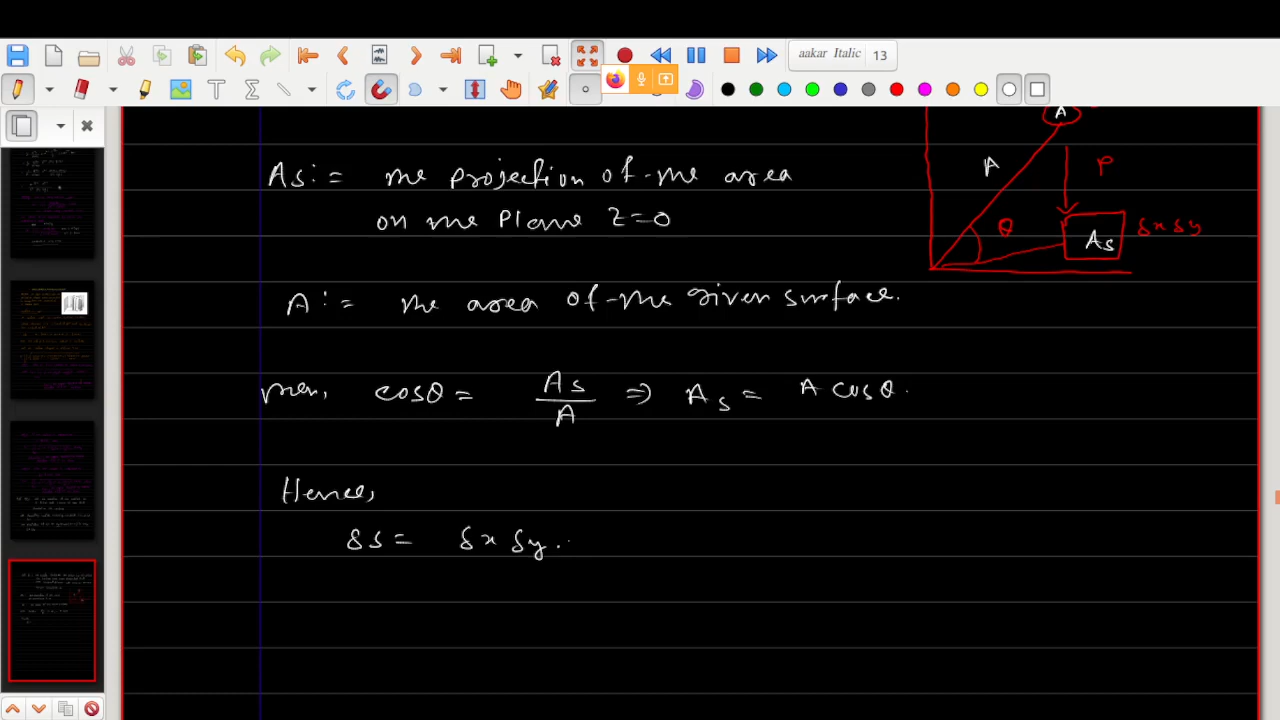 aakar Italic 13
A
As := the projection of the area
A
P
on the plane z=0
θ
As
δx δy
A := the area of the given surface
Then, cosθ = As/A ⇒ As = A cosθ.
Hence,
δs = δx δy.